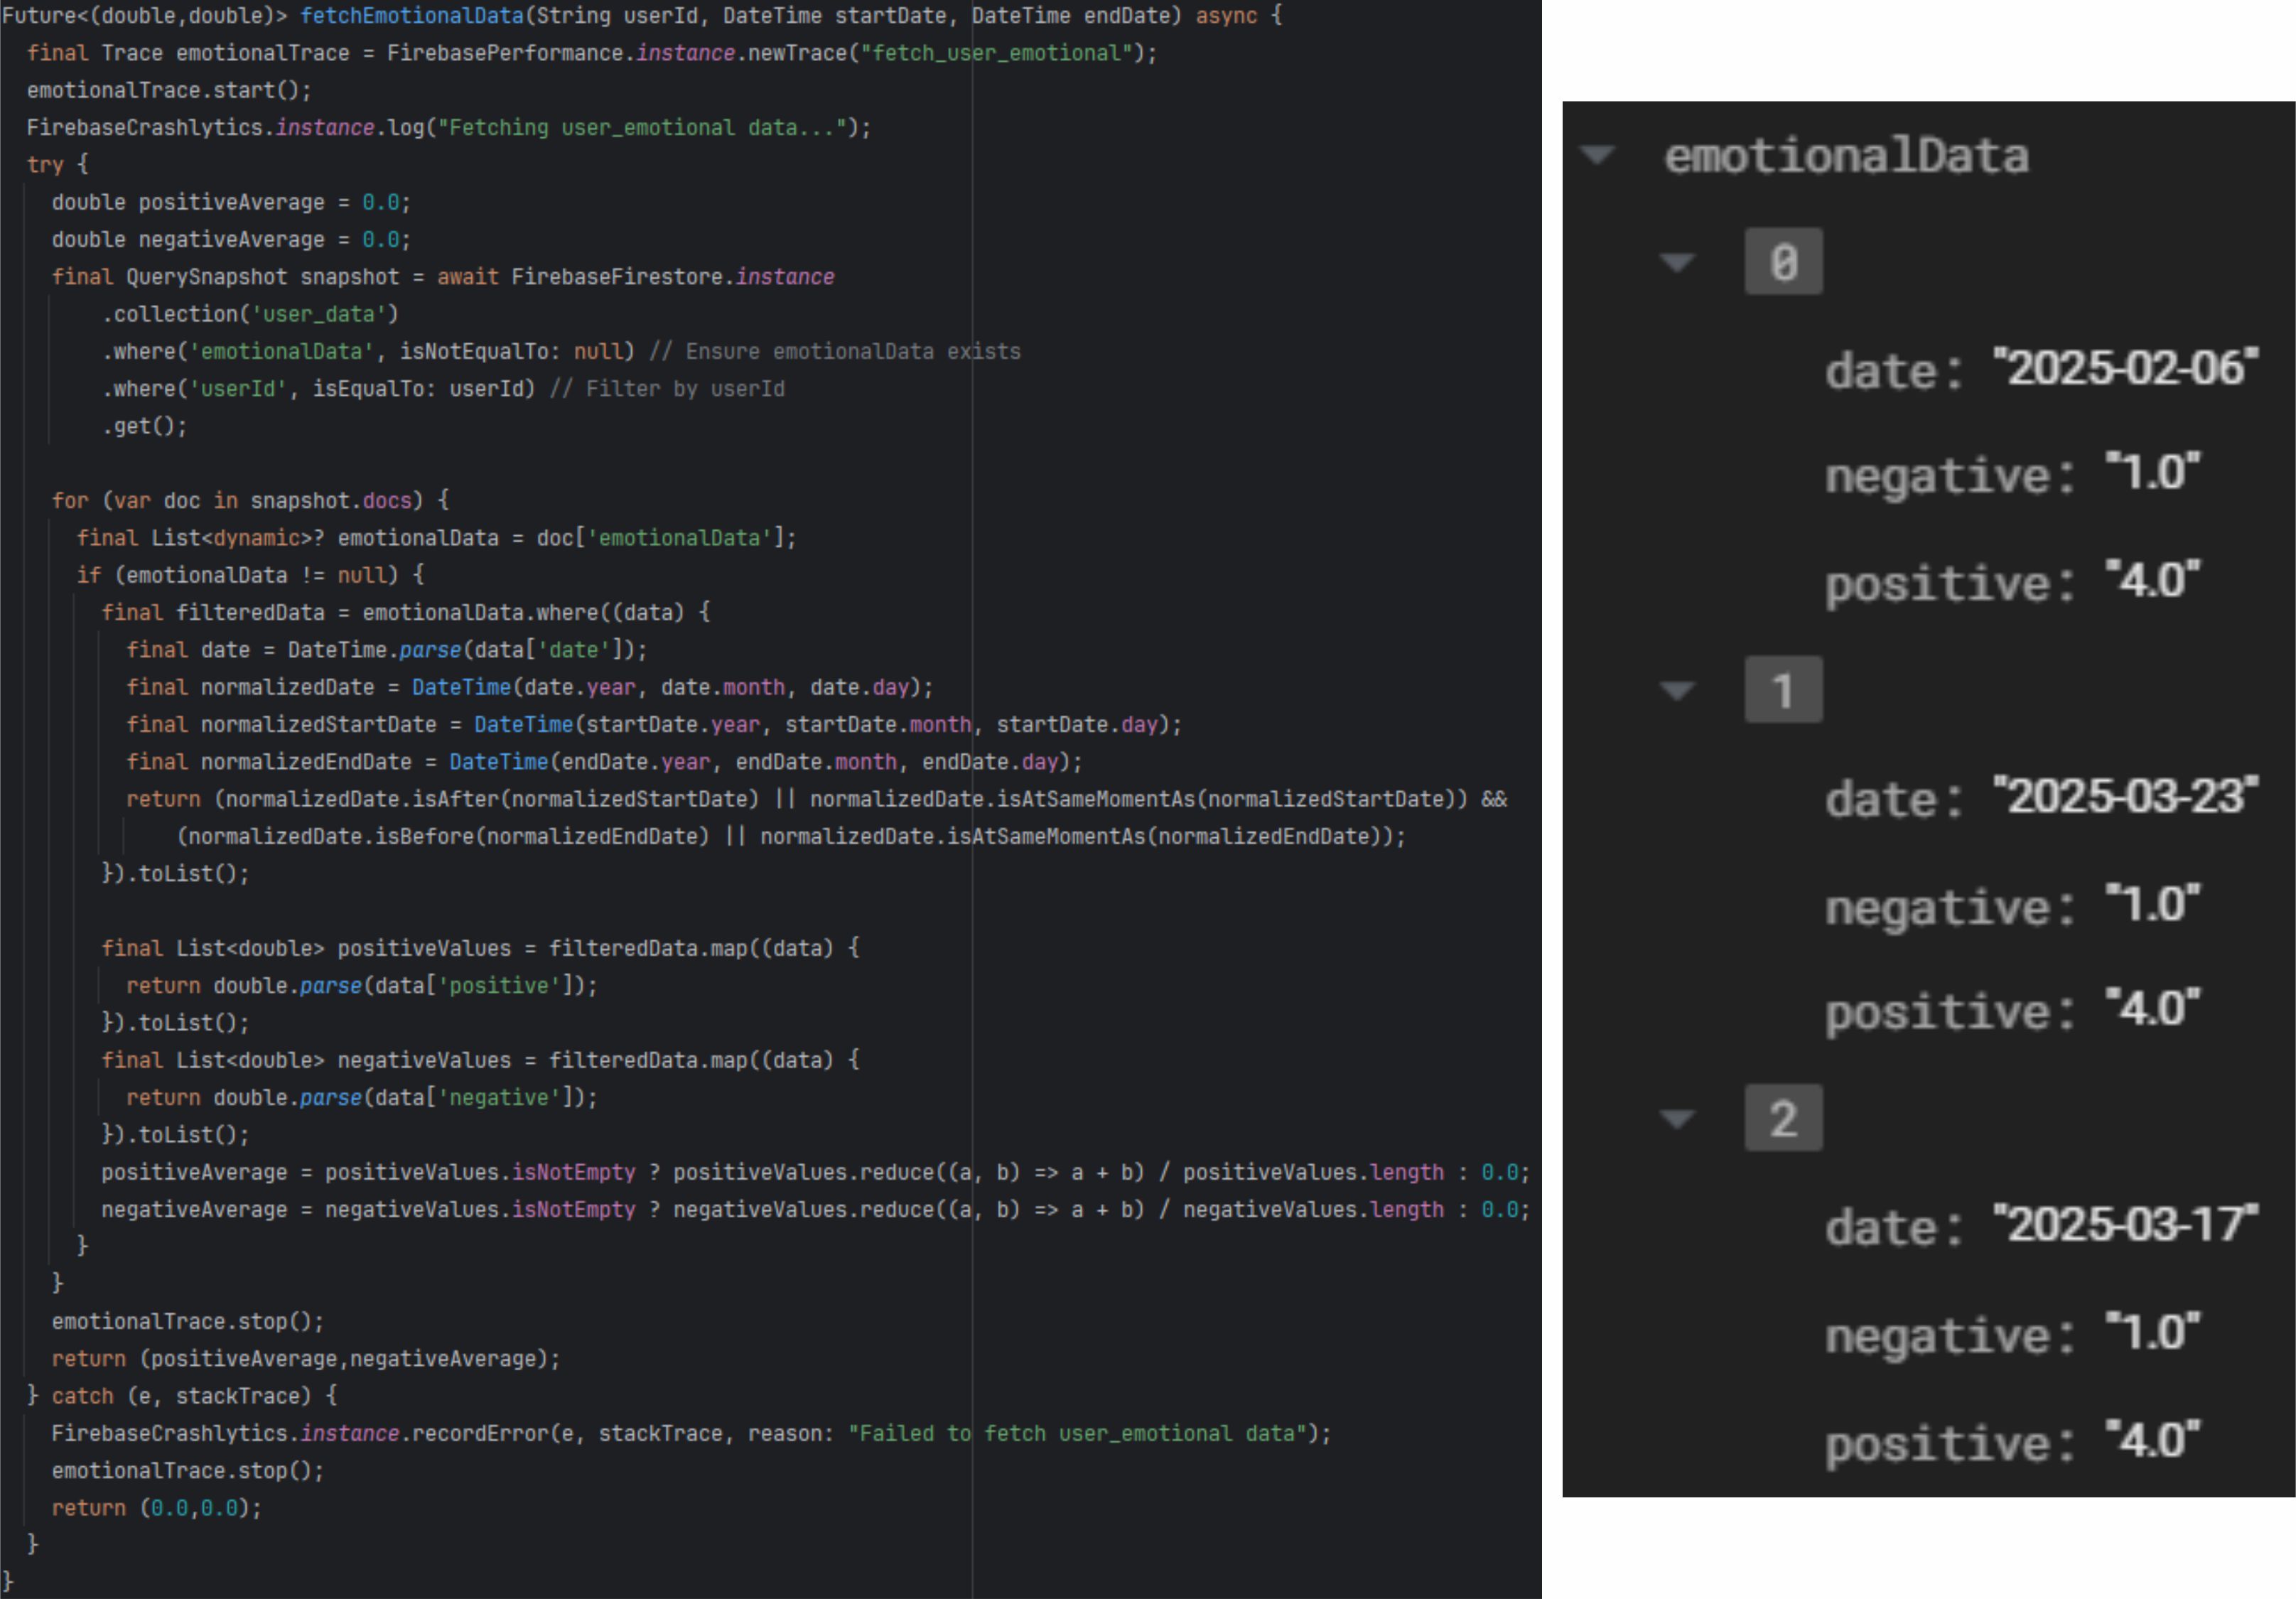 Future<(double,double)> fetchEmotionalData(String userId, DateTime startDate, DateTime endDate) async {
final Trace emotionalTrace = FirebasePerformance.instance.newTrace("fetch_user_emotional");
emotionalTrace.start();
FirebaseCrashlytics.instance.log("Fetching user_emotional data...");
try {
double positiveAverage = 0.0;
double negativeAverage = 0.0;
final QuerySnapshot snapshot = await FirebaseFirestore.instance
.collection('user_data')
.where('emotionalData', isNotEqualTo: null) // Ensure emotionalData exists
.where('userId', isEqualTo: userId) // Filter by userId
.get();
for (var doc in snapshot.docs) {
final List<dynamic>? emotionalData = doc['emotionalData'];
if (emotionalData != null) {
final filteredData = emotionalData.where((data) {
final date = DateTime.parse(data['date']);
final normalizedDate = DateTime(date.year, date.month, date.day);
final normalizedStartDate = DateTime(startDate.year, startDate.month, startDate.day);
final normalizedEndDate = DateTime(endDate.year, endDate.month, endDate.day);
return (normalizedDate.isAfter(normalizedStartDate) || normalizedDate.isAtSameMomentAs(normalizedStartDate)) &&
(normalizedDate.isBefore(normalizedEndDate) || normalizedDate.isAtSameMomentAs(normalizedEndDate));
}).toList();
final List<double> positiveValues = filteredData.map((data) {
return double.parse(data['positive']);
}).toList();
final List<double> negativeValues = filteredData.map((data) {
return double.parse(data['negative']);
}).toList();
positiveAverage = positiveValues.isNotEmpty ? positiveValues.reduce((a, b) => a + b) / positiveValues.length : 0.0;
negativeAverage = negativeValues.isNotEmpty ? negativeValues.reduce((a, b) => a + b) / negativeValues.length : 0.0;
}
}
emotionalTrace.stop();
return (positiveAverage,negativeAverage);
} catch (e, stackTrace) {
FirebaseCrashlytics.instance.recordError(e, stackTrace, reason: "Failed to fetch user_emotional data");
emotionalTrace.stop();
return (0.0,0.0);
}
}
emotionalData
0
date: "2025-02-06"
negative: "1.0"
positive: "4.0"
1
date: "2025-03-23"
negative: "1.0"
positive: "4.0"
2
date: "2025-03-17"
negative: "1.0"
positive: "4.0"